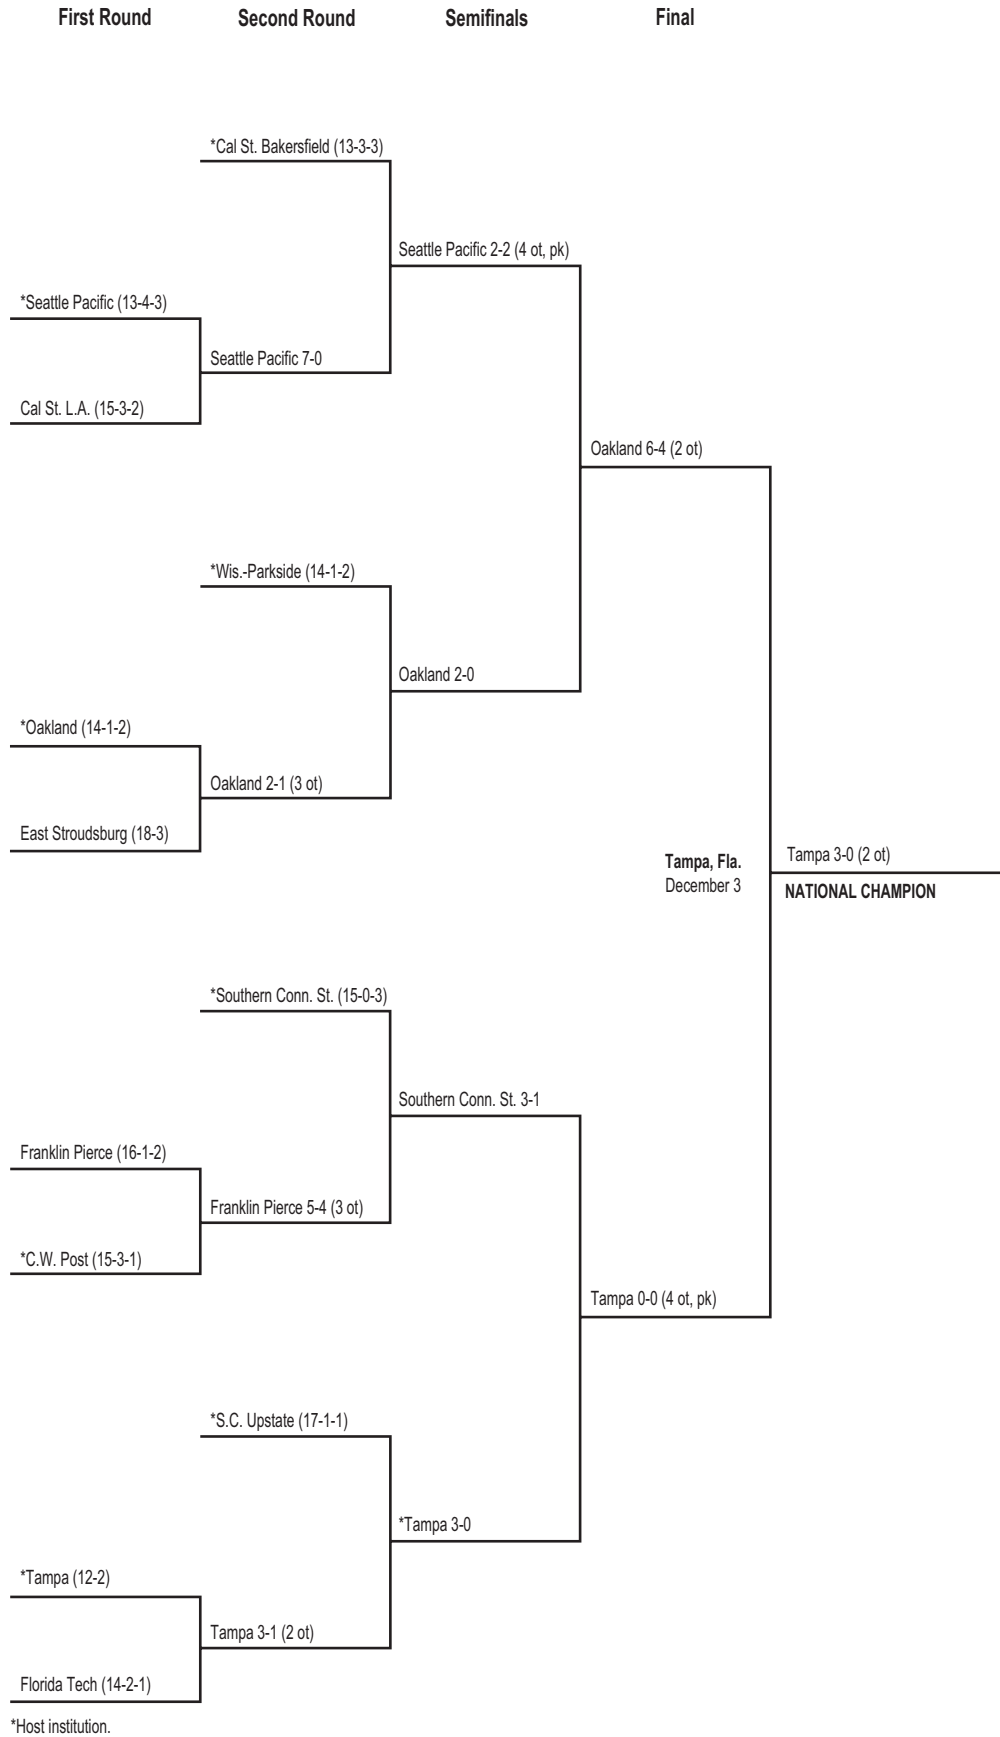 First Round Second Round Semifinals Final
*Cal St. Bakersfield (13-3-3)
Seattle Pacific 2-2 (4 ot, pk)
*Seattle Pacific (13-4-3)
Seattle Pacific 7-0
Cal St. L.A. (15-3-2)
Oakland 6-4 (2 ot)
*Wis.-Parkside (14-1-2)
Oakland 2-0
*Oakland (14-1-2)
Oakland 2-1 (3 ot)
East Stroudsburg (18-3)
Tampa, Fla.
December 3
Tampa 3-0 (2 ot)
NATIONAL CHAMPION
*Southern Conn. St. (15-0-3)
Southern Conn. St. 3-1
Franklin Pierce (16-1-2)
Franklin Pierce 5-4 (3 ot)
*C.W. Post (15-3-1)
Tampa 0-0 (4 ot, pk)
*S.C. Upstate (17-1-1)
*Tampa 3-0
*Tampa (12-2)
Tampa 3-1 (2 ot)
Florida Tech (14-2-1)
*Host institution.